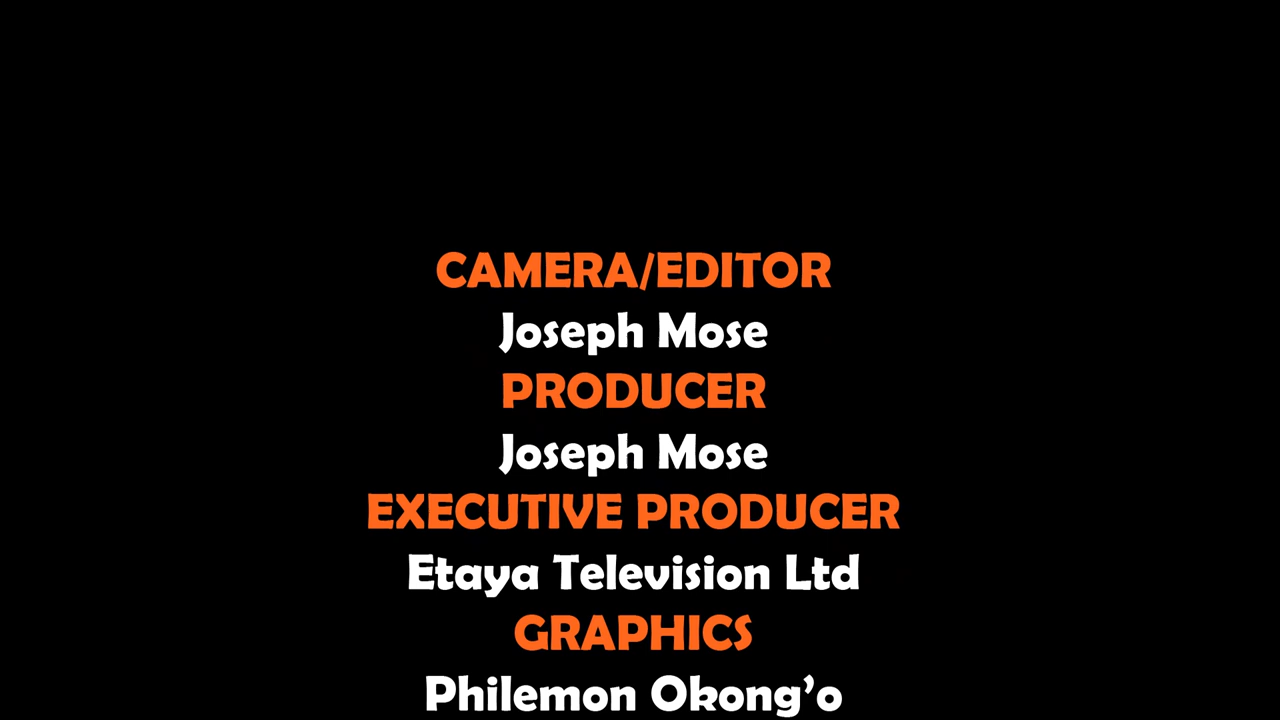 CAMERA/EDITOR
Joseph Mose
PRODUCER
Joseph Mose
EXECUTIVE PRODUCER
Etaya Television Ltd
GRAPHICS
Philemon Okong’o